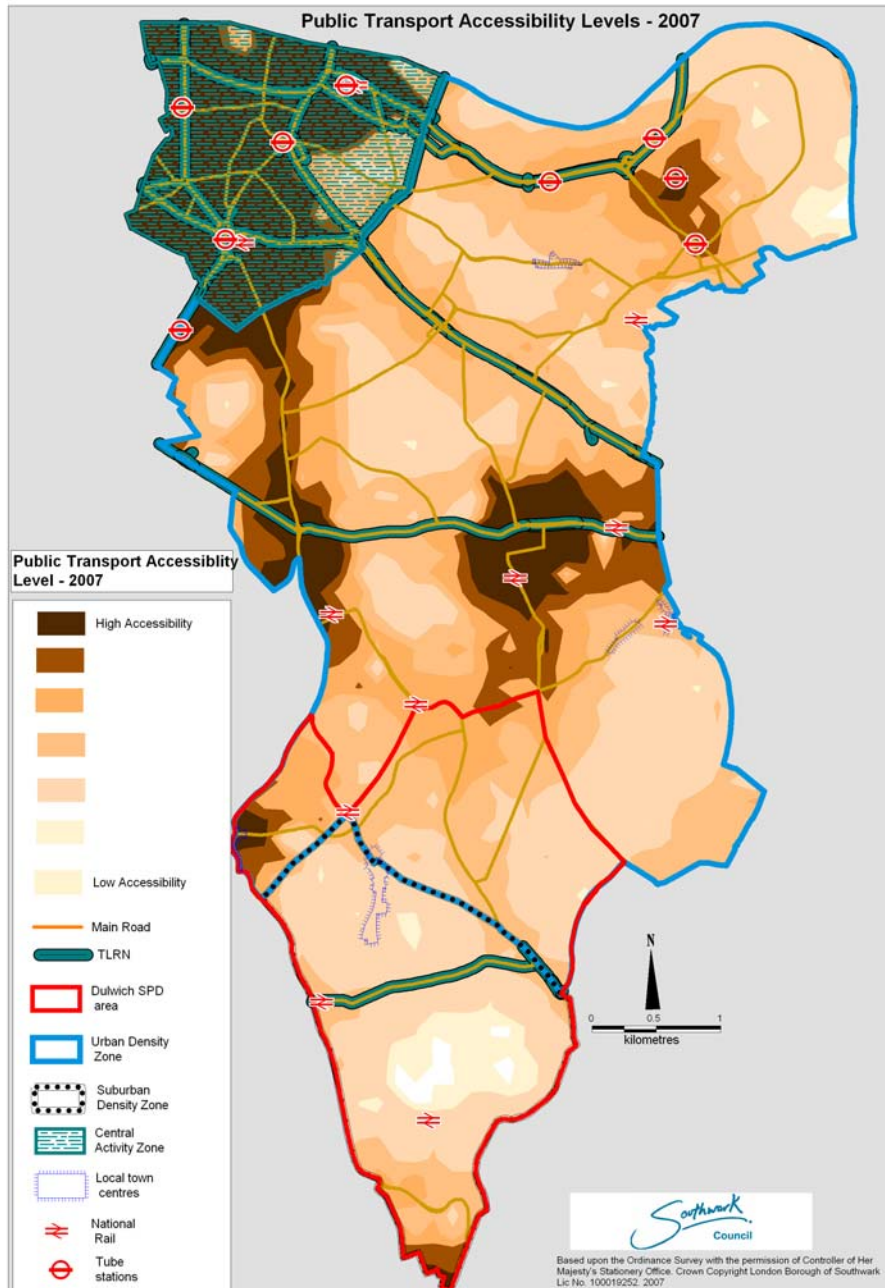 Public Transport Accessibility Levels - 2007
Public Transport Accessiblity
Level - 2007
High Accessibility
Low Accessibility
Main Road
TLRN
Dulwich SPD
area
Urban Density
Zone
Suburban
Density Zone
Central
Activity Zone
Local town
centres
National
Rail
Tube
stations
N
0 0.5 1
kilometres
Southwark
Council
Based upon the Ordinance Survey with the permission of Controller of Her
Majesty's Stationery Office. Crown Copyright London Borough of Southwark
Lic No. 100019252. 2007